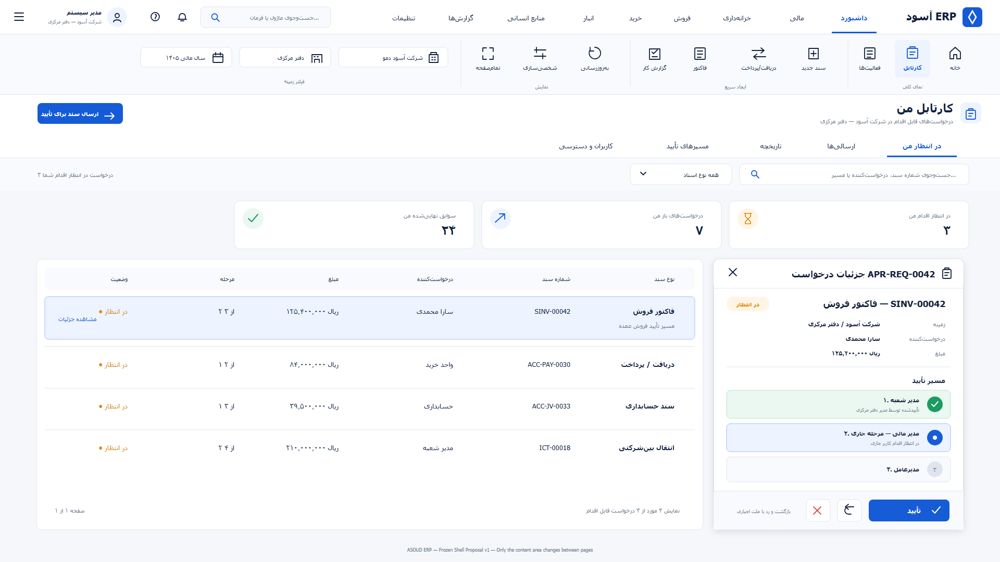 آسود ERP
داشبورد
مالی
خزانه‌داری
فروش
خرید
انبار
منابع انسانی
گزارش‌ها
تنظیمات
جست‌وجوی ماژول یا فرمان...
مدیر سیستم
شرکت آسود — دفتر مرکزی
خانه
کارتابل
فعالیت‌ها
نمای کلی
سند جدید
دریافت/پرداخت
فاکتور
گزارش کار
ایجاد سریع
به‌روزرسانی
شخصی‌سازی
تمام‌صفحه
نمایش
شرکت آسود دمو
دفتر مرکزی
سال مالی ۱۴۰۵
فیلتر زمینه
کارتابل من
درخواست‌های قابل اقدام در شرکت آسود — دفتر مرکزی
ارسال سند برای تأیید
در انتظار من
ارسالی‌ها
تاریخچه
مسیرهای تأیید
کاربران و دسترسی
جست‌وجوی شماره سند، درخواست‌کننده یا مسیر...
همه نوع اسناد
۳ درخواست در انتظار اقدام شما
در انتظار اقدام من
۳
درخواست‌های باز من
۷
سوابق نهایی‌شده من
۲۴
جزئیات درخواست APR-REQ-0042
SINV-00042 — فاکتور فروش
در انتظار
زمینه
شرکت آسود / دفتر مرکزی
درخواست‌کننده
سارا محمدی
مبلغ
۱۲۵,۴۰۰,۰۰۰ ریال
مسیر تأیید
۱. مدیر شعبه
تأییدشده توسط مدیر دفتر مرکزی
۲. مدیر مالی — مرحله جاری
در انتظار اقدام کاربر جاری
۳
۳. مدیرعامل
تأیید
بازگشت و رد با علت اجباری
نوع سند
شماره سند
درخواست‌کننده
مبلغ
مرحله
وضعیت
فاکتور فروش
مسیر تأیید فروش عمده
SINV-00042
سارا محمدی
۱۲۵,۴۰۰,۰۰۰ ریال
۲ از ۳
در انتظار ●
مشاهده جزئیات
دریافت / پرداخت
ACC-PAY-0030
واحد خرید
۸۴,۰۰۰,۰۰۰ ریال
۱ از ۲
در انتظار ●
سند حسابداری
ACC-JV-0033
حسابداری
۳۹,۵۰۰,۰۰۰ ریال
۱ از ۳
در انتظار ●
انتقال بین‌شرکتی
ICT-00018
مدیر شعبه
۲۱۰,۰۰۰,۰۰۰ ریال
۲ از ۴
در انتظار ●
نمایش ۴ مورد از ۴ درخواست قابل اقدام
صفحه ۱ از ۱
ASOUD ERP — Frozen Shell Proposal v1 — Only the content area changes between pages